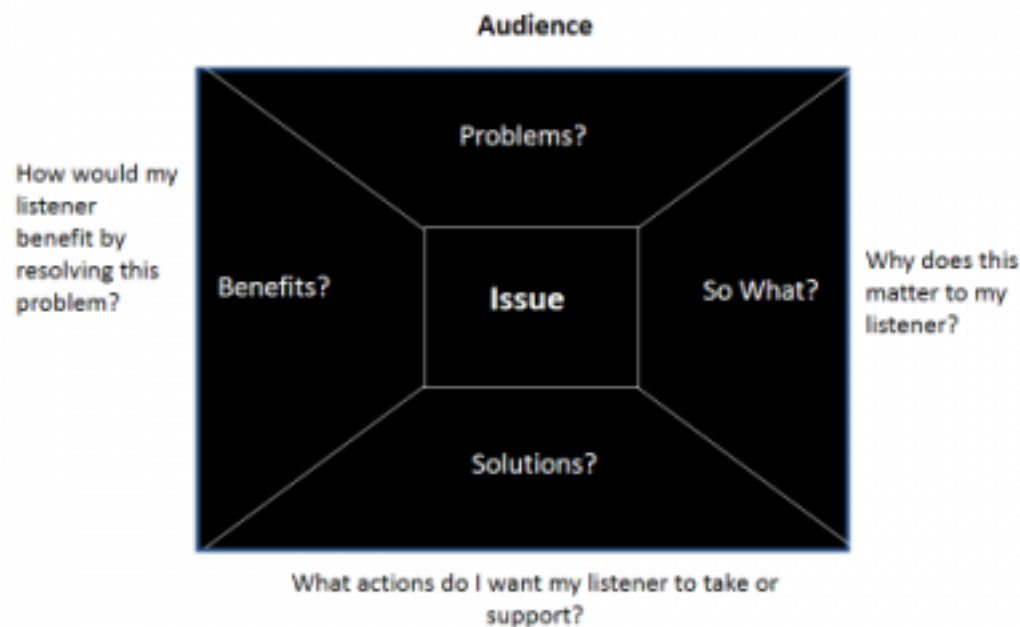 Audience
Problems?
How would my
listener
benefit by
resolving this
problem?
Benefits?
Issue
So What?
Why does this
matter to my
listener?
Solutions?
What actions do I want my listener to take or
support?